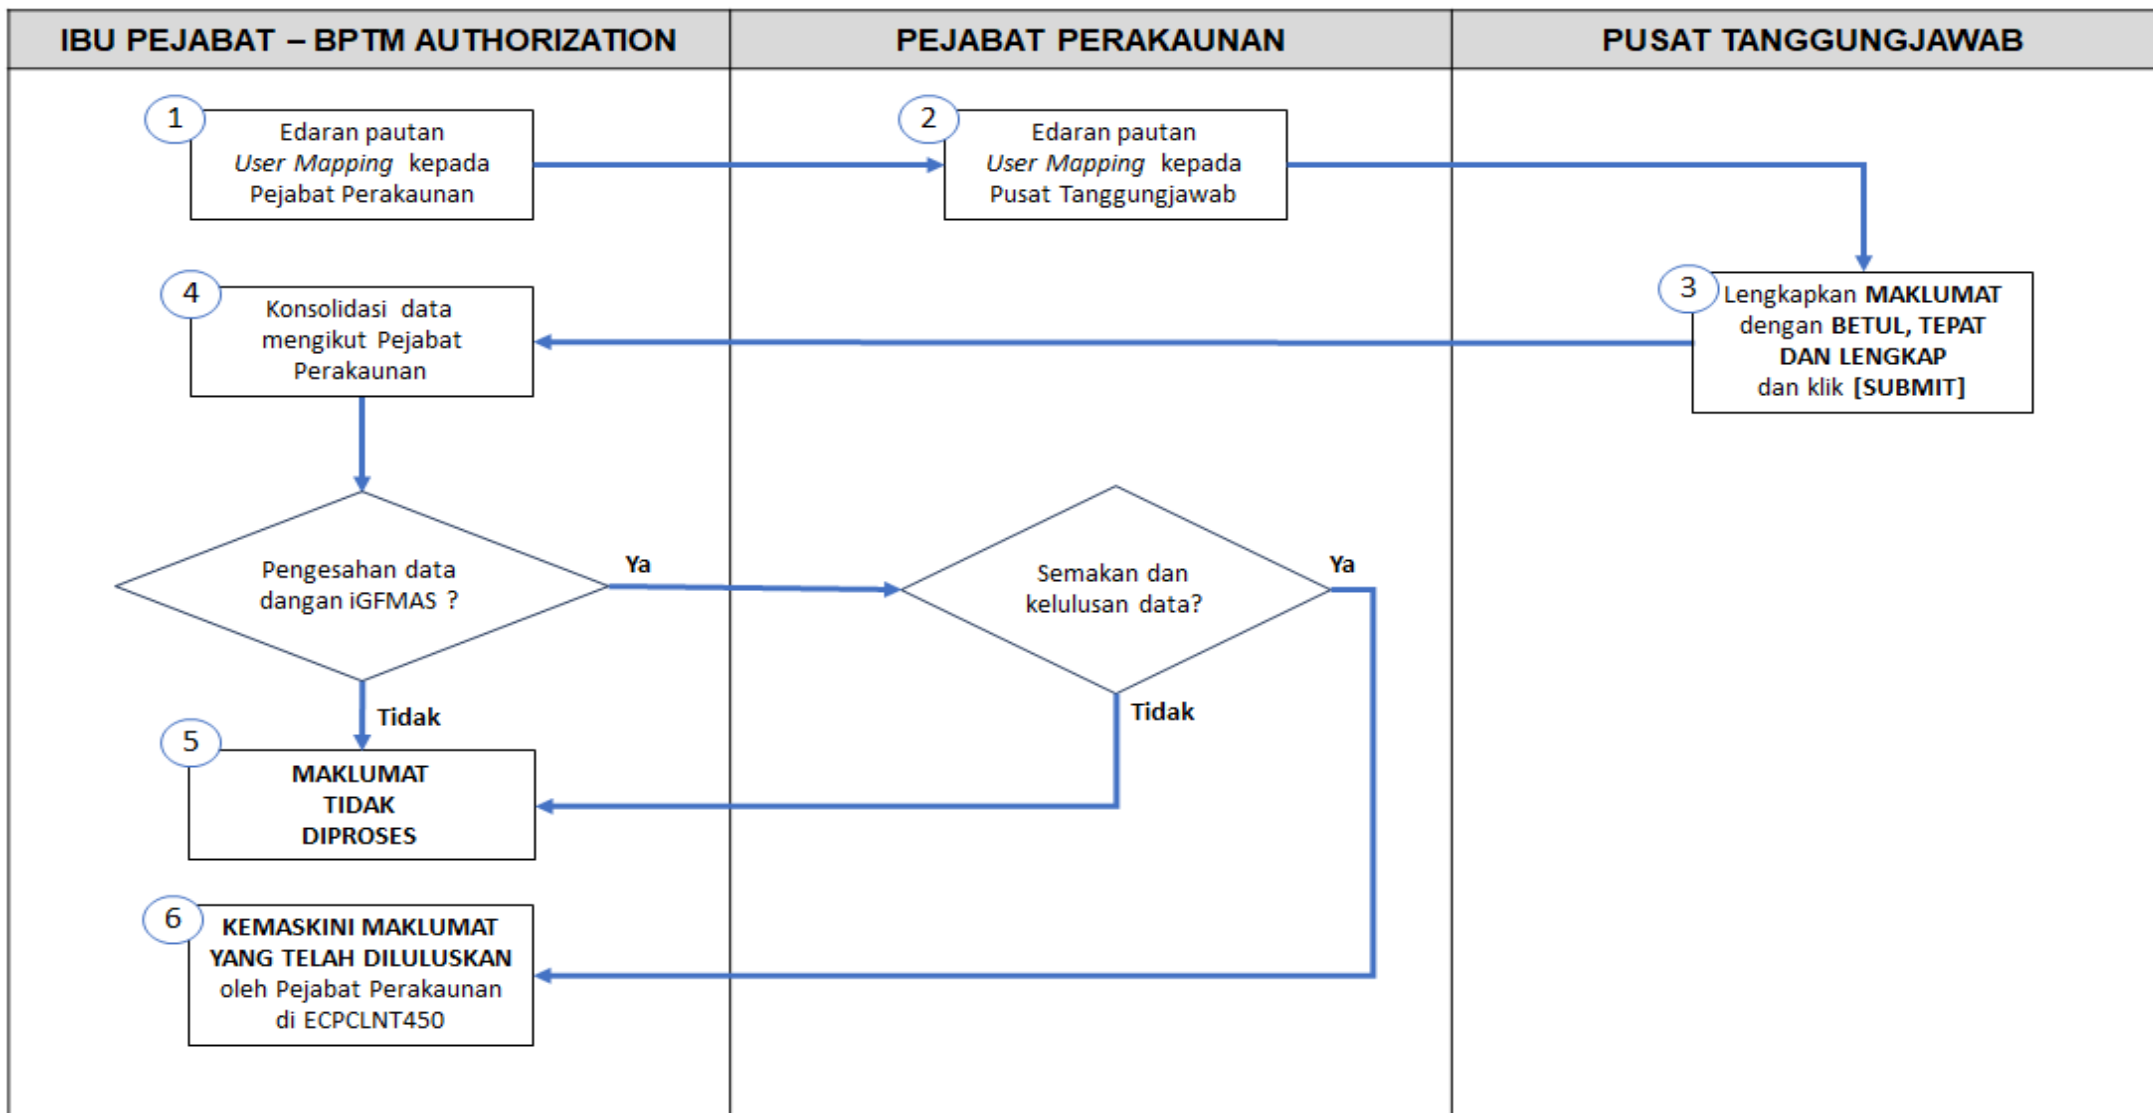 IBU PEJABAT – BPTM AUTHORIZATION
PEJABAT PERAKAUNAN
PUSAT TANGGUNGJAWAB
1
Edaran pautan
User Mapping kepada
Pejabat Perakaunan
2
Edaran pautan
User Mapping kepada
Pusat Tanggungjawab
3
Lengkapkan MAKLUMAT
dengan BETUL, TEPAT
DAN LENGKAP
dan klik [SUBMIT]
4
Konsolidasi data
mengikut Pejabat
Perakaunan
Pengesahan data
dangan iGFMAS ?
Ya
Semakan dan
kelulusan data?
Ya
Tidak
Tidak
5
MAKLUMAT
TIDAK
DIPROSES
6
KEMASKINI MAKLUMAT
YANG TELAH DILULUSKAN
oleh Pejabat Perakaunan
di ECPCLNT450